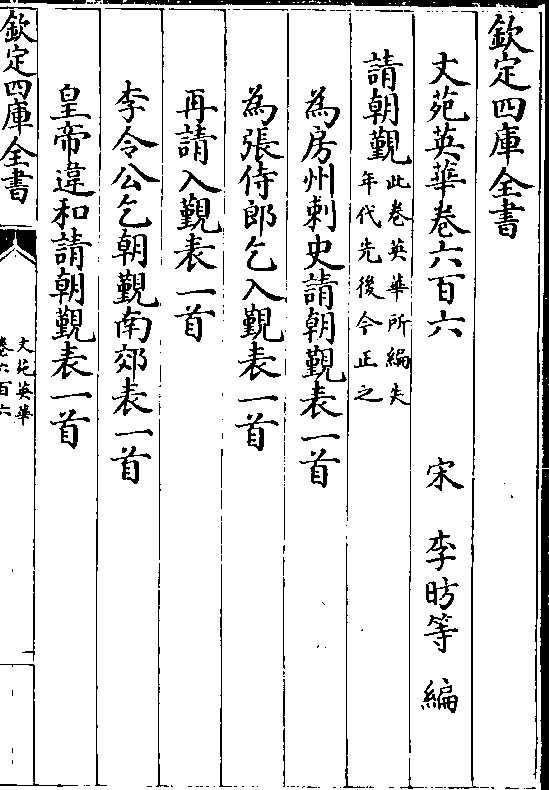 欽定四庫全書
文苑英華卷六百六　宋　李昉等　編
請朝覲此卷英華所編失
年代先後今正之
為房州刺史請朝覲表一首
為張侍郎乞入覲表一首
再請入覲表一首
李令公乞朝覲南郊表一首
皇帝違和請朝覲表一首
欽定四庫全書
文苑英華
卷六百六